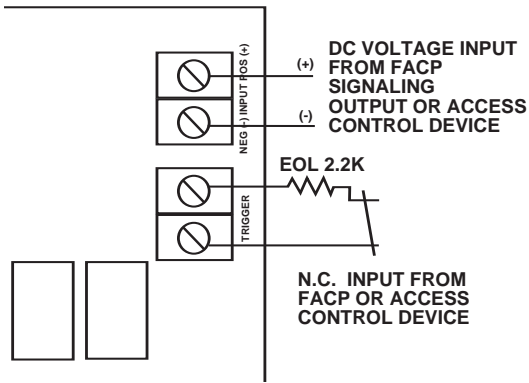 NEG (–) INPUT POS (+)
(+)
(-)
DC VOLTAGE INPUT
FROM FACP
SIGNALING
OUTPUT OR ACCESS
CONTROL DEVICE
TRIGGER
EOL 2.2K
N.C. INPUT FROM
FACP OR ACCESS
CONTROL DEVICE